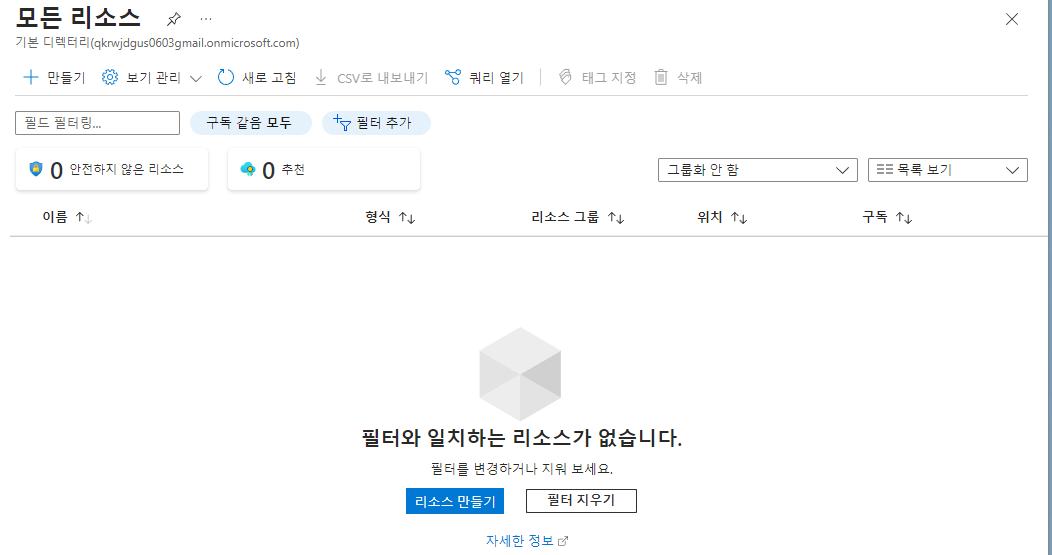 모든 리소스 ...
기본 디렉터리(qkrwjdgus0603gmail.onmicrosoft.com)
만들기 보기 관리 새로 고침 CSV로 내보내기 쿼리 열기 태그 지정 삭제
필드 필터링... 구독 같음 모두 필터 추가
0 안전하지 않은 리소스 0 추천 그룹화 안 함 목록 보기
이름 형식 리소스 그룹 위치 구독
필터와 일치하는 리소스가 없습니다.
필터를 변경하거나 지워 보세요.
리소스 만들기 필터 지우기
자세한 정보